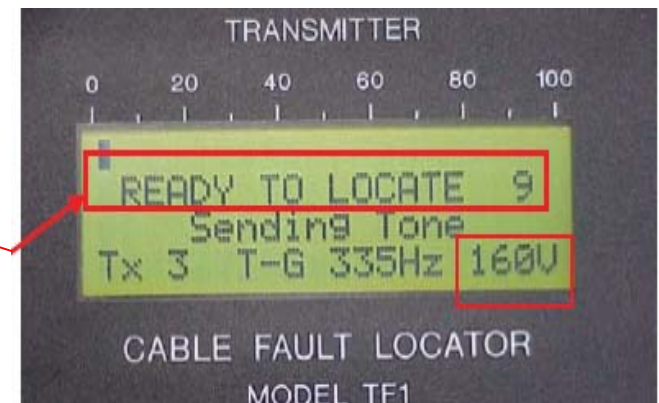 TRANSMITTER
0 20 40 60 80 100
READY TO LOCATE 9
Sending Tone
Tx 3 T-G 335Hz 160V
CABLE FAULT LOCATOR
MODEL TF1